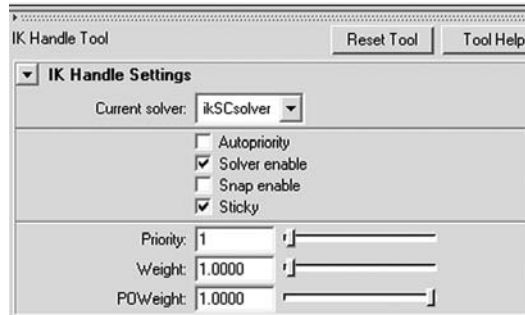 IK Handle Tool Reset Tool Tool Help
IK Handle Settings
Current solver: ikSCsolver
Autopriority
Solver enable
Snap enable
Sticky
Priority: 1
Weight: 1.0000
POWeight: 1.0000